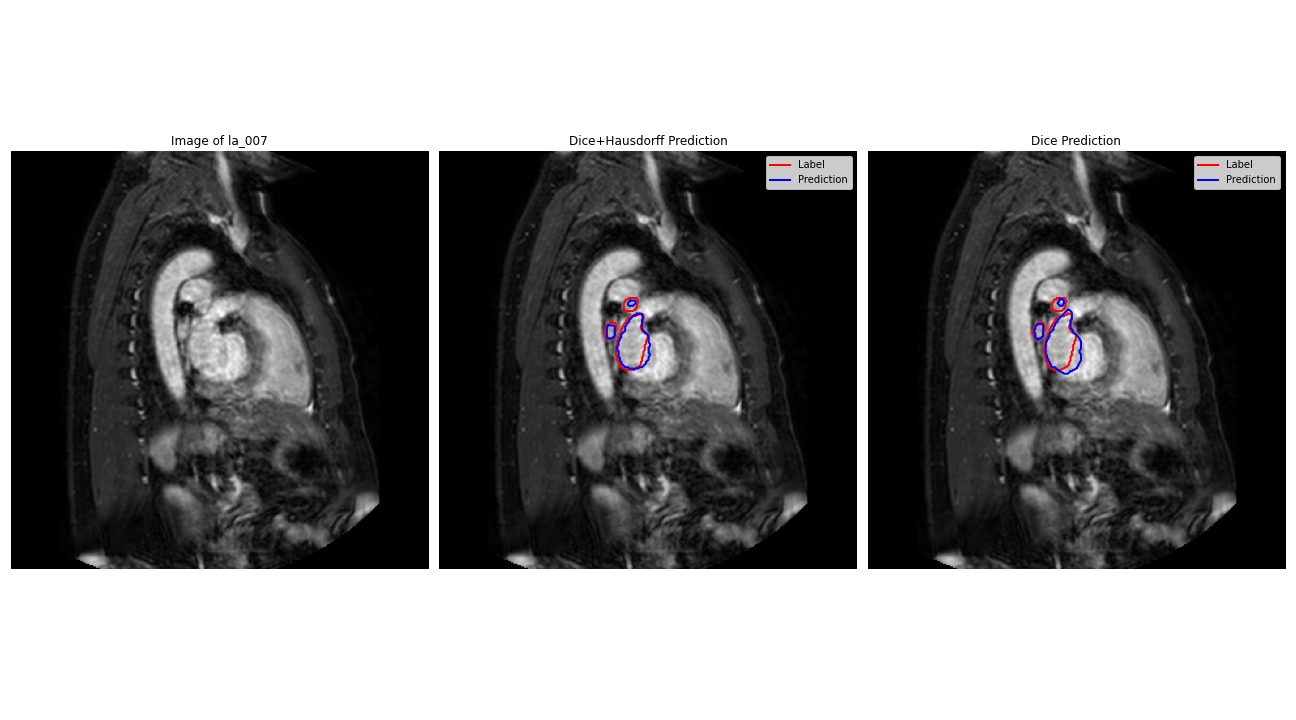 Image of la_007
Dice+Hausdorff Prediction
Label
Prediction
Dice Prediction
Label
Prediction